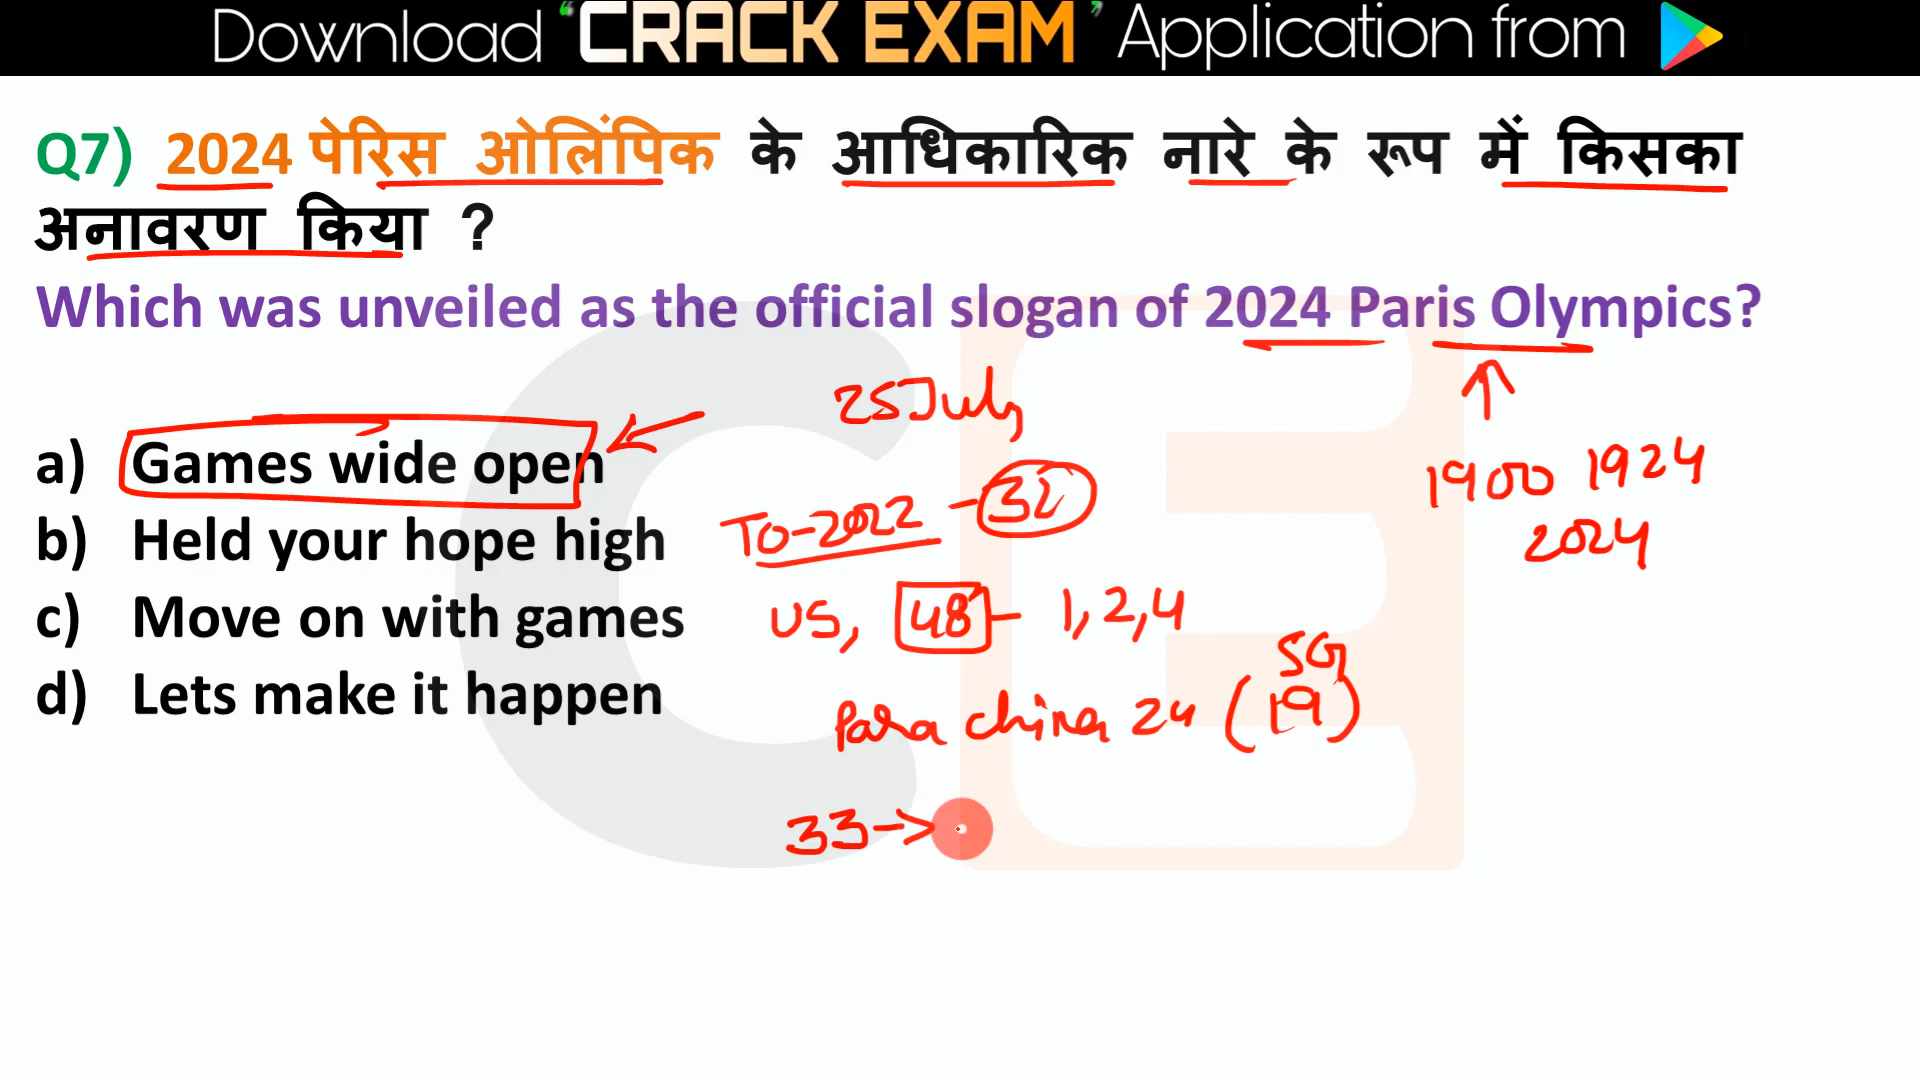 Download ‘CRACK EXAM’ Application from
Q7) 2024 पेरिस ओलिंपिक के आधिकारिक नारे के रूप में किसका
अनावरण किया ?
Which was unveiled as the official slogan of 2024 Paris Olympics?
a) Games wide open
b) Held your hope high
c) Move on with games
d) Lets make it happen
25 July
TO-2022 - 32
US, 48 - 1, 2, 4
Para china 24 (19)
SG
33 ->
1900 1924
2024
CE